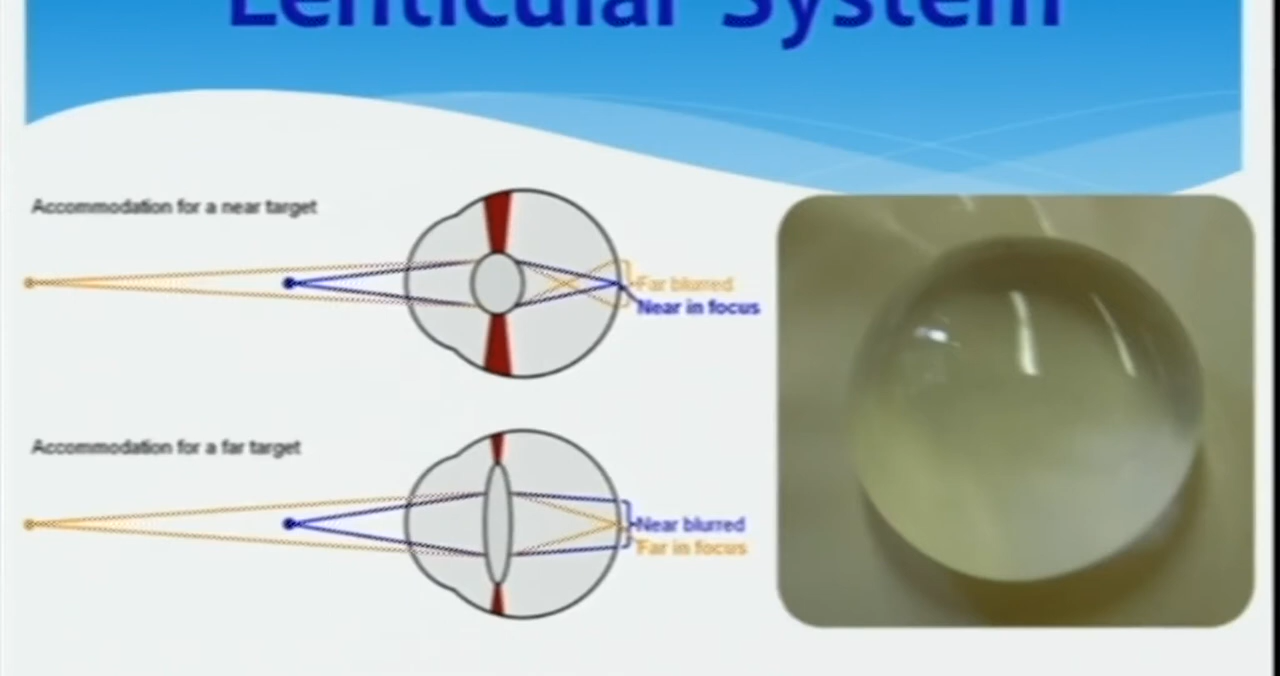 Lenticular System
Accommodation for a near target
Far blurred
Near in focus
Accommodation for a far target
Near blurred
Far in focus